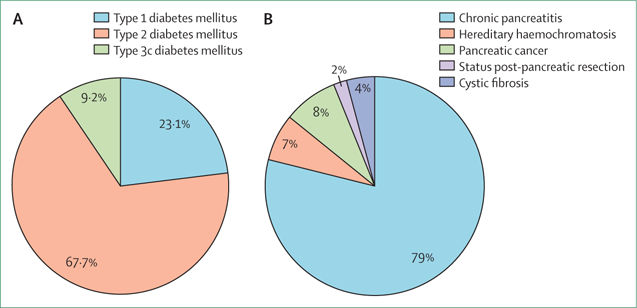 A
Type 1 diabetes mellitus
Type 2 diabetes mellitus
Type 3c diabetes mellitus
9·2%
23·1%
67·7%
B
Chronic pancreatitis
Hereditary haemochromatosis
Pancreatic cancer
Status post-pancreatic resection
Cystic fibrosis
2%
4%
8%
7%
79%